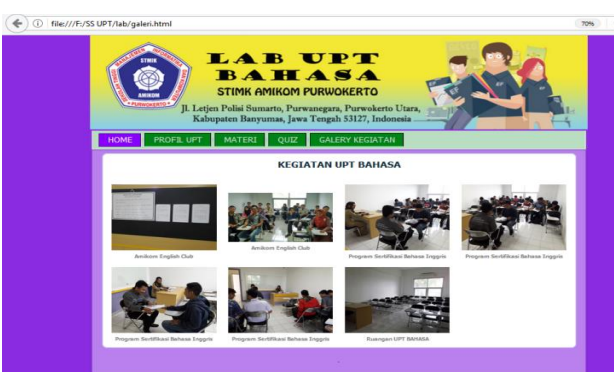 file:///F:/SS UPT/lab/galeri.html
70%
STMIK
AMIKOM
PURWOKERTO
LAB UPT
BAHASA
STIMK AMIKOM PURWOKERTO
Jl. Letjen Polisi Sumarto, Purwanegara, Purwokerto Utara,
Kabupaten Banyumas, Jawa Tengah 53127, Indonesia
HOME PROFIL UPT MATERI QUIZ GALERY KEGIATAN
KEGIATAN UPT BAHASA
Amikom English Club
Amikom English Club
Program Sertifikasi Bahasa Inggris
Program Sertifikasi Bahasa Inggris
Program Sertifikasi Bahasa Inggris
Program Sertifikasi Bahasa Inggris
Ruangan UPT BAHASA